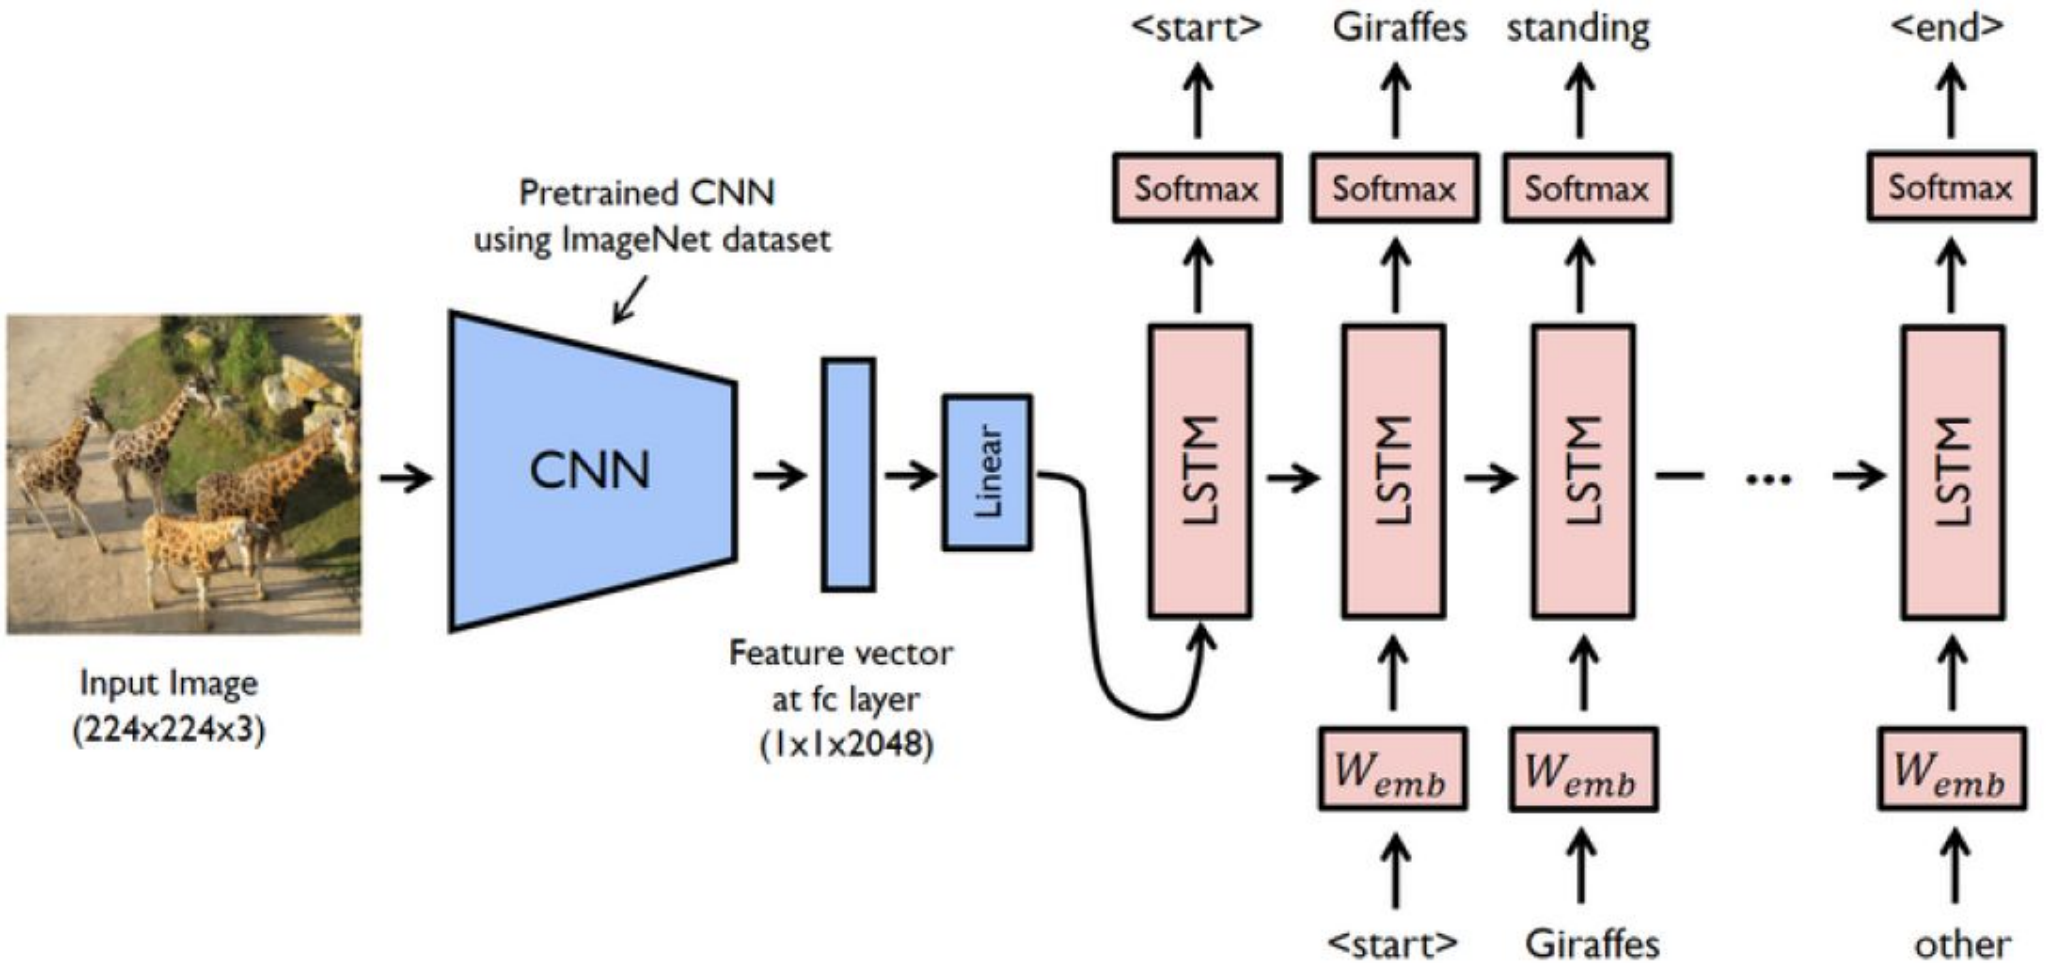 <start> Giraffes standing <end>
Softmax Softmax Softmax Softmax
Pretrained CNN
using ImageNet dataset
CNN
Linear
LSTM LSTM LSTM ... LSTM
Input Image
(224x224x3)
Feature vector
at fc layer
(1x1x2048)
W_emb W_emb W_emb
<start> Giraffes other